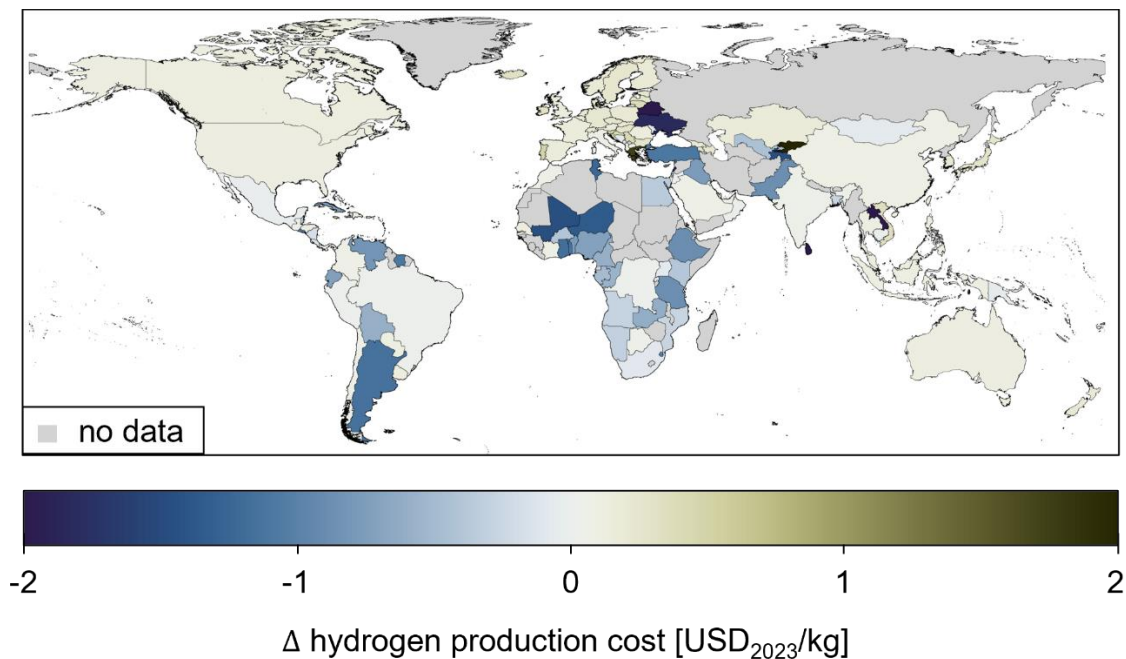 no data
-2 -1 0 1 2
Δ hydrogen production cost [USD₂₀₂₃/kg]